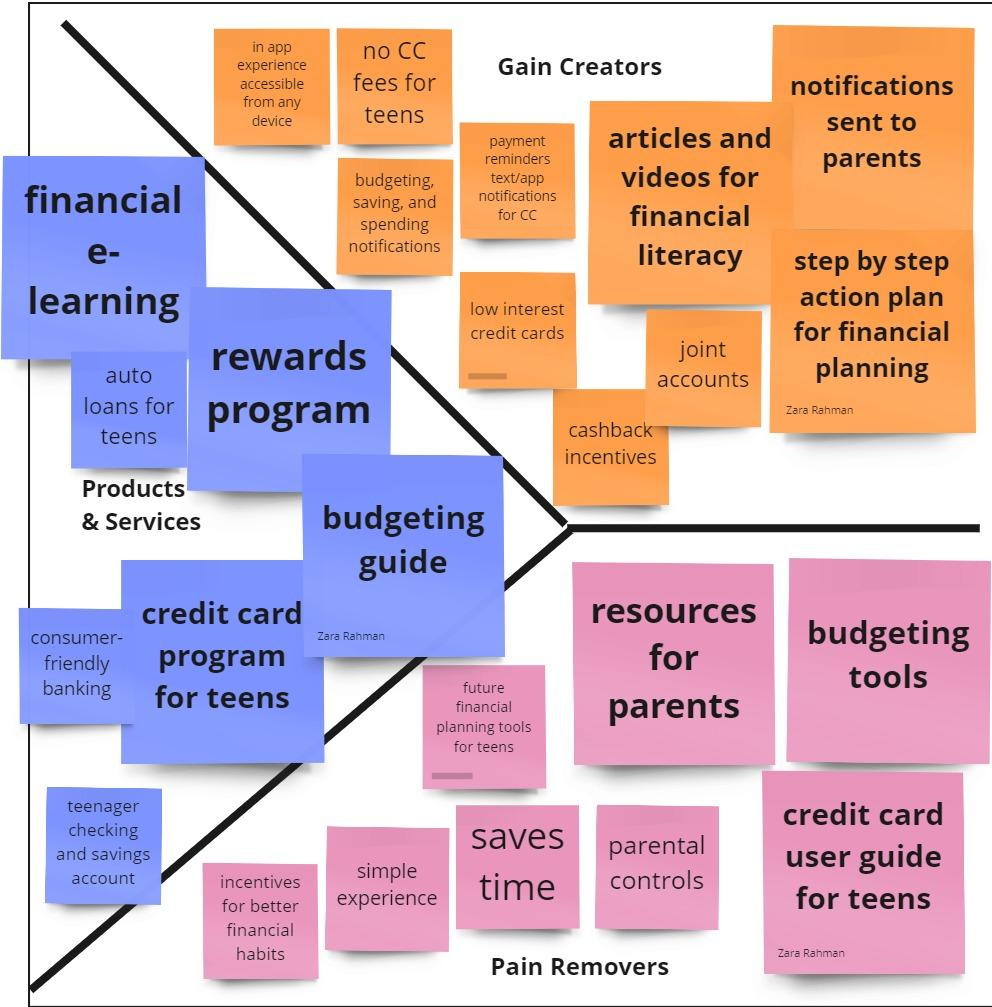 in app
experience
accessible
from any
device
no CC
fees for
teens
Gain Creators
notifications
sent to
parents
articles and
videos for
financial
literacy
payment
reminders
text/app
notifications
for CC
budgeting,
saving, and
spending
notifications
financial
e-
learning
step by step
action plan
for financial
planning
Zara Rahman
low interest
credit cards
joint
accounts
rewards
program
auto
loans for
teens
cashback
incentives
Products
& Services
budgeting
guide
Zara Rahman
credit card
program
for teens
consumer-
friendly
banking
resources
for
parents
budgeting
tools
future
financial
planning tools
for teens
teenager
checking
and savings
account
credit card
user guide
for teens
Zara Rahman
saves
time
parental
controls
simple
experience
incentives
for better
financial
habits
Pain Removers